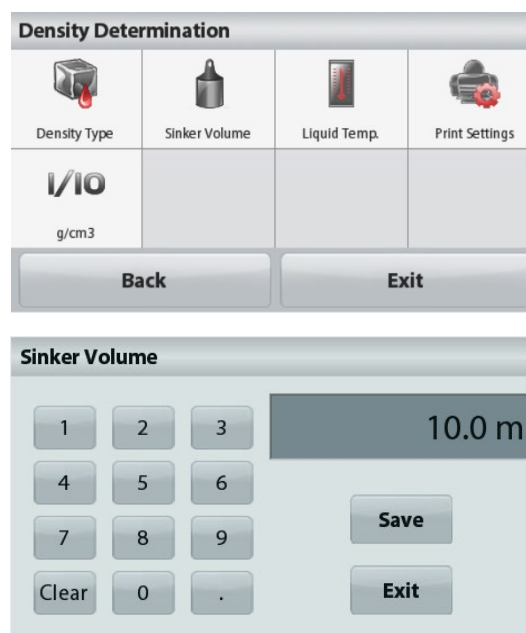 Density Determination
Density Type Sinker Volume Liquid Temp. Print Settings
I/IO
g/cm3
Back Exit
Sinker Volume
1 2 3 10.0 m
4 5 6
7 8 9 Save
Clear 0 . Exit